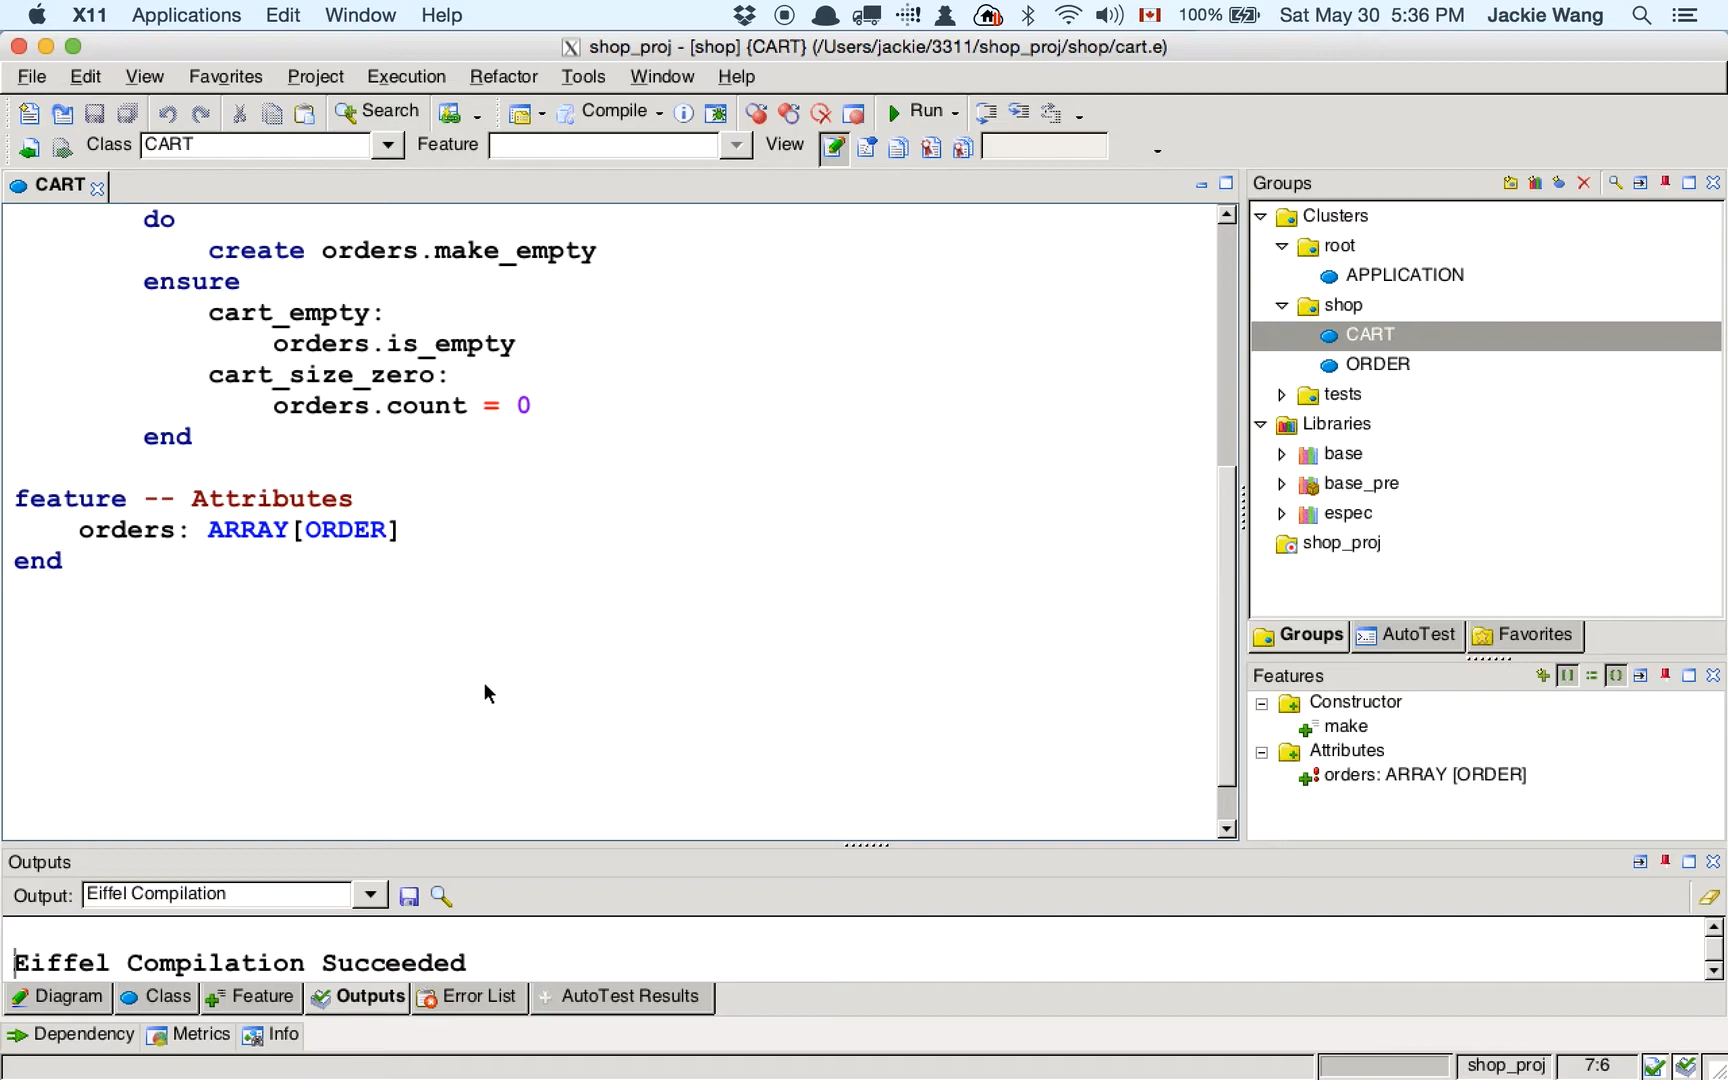 X11 Applications Edit Window Help 100% Sat May 30 5:36 PM Jackie Wang
shop_proj - [shop] {CART} (/Users/jackie/3311/shop_proj/shop/cart.e)
File Edit View Favorites Project Execution Refactor Tools Window Help
Search Compile Run
Class CART Feature View
CART
do
create orders.make_empty
ensure
cart_empty:
orders.is_empty
cart_size_zero:
orders.count = 0
end
feature -- Attributes
orders: ARRAY[ORDER]
end
Groups
Clusters
root
APPLICATION
shop
CART
ORDER
tests
Libraries
base
base_pre
espec
shop_proj
Groups AutoTest Favorites
Features
Constructor
make
Attributes
orders: ARRAY [ORDER]
Outputs
Output: Eiffel Compilation
Eiffel Compilation Succeeded
Diagram Class Feature Outputs Error List AutoTest Results
Dependency Metrics Info
shop_proj 7:6